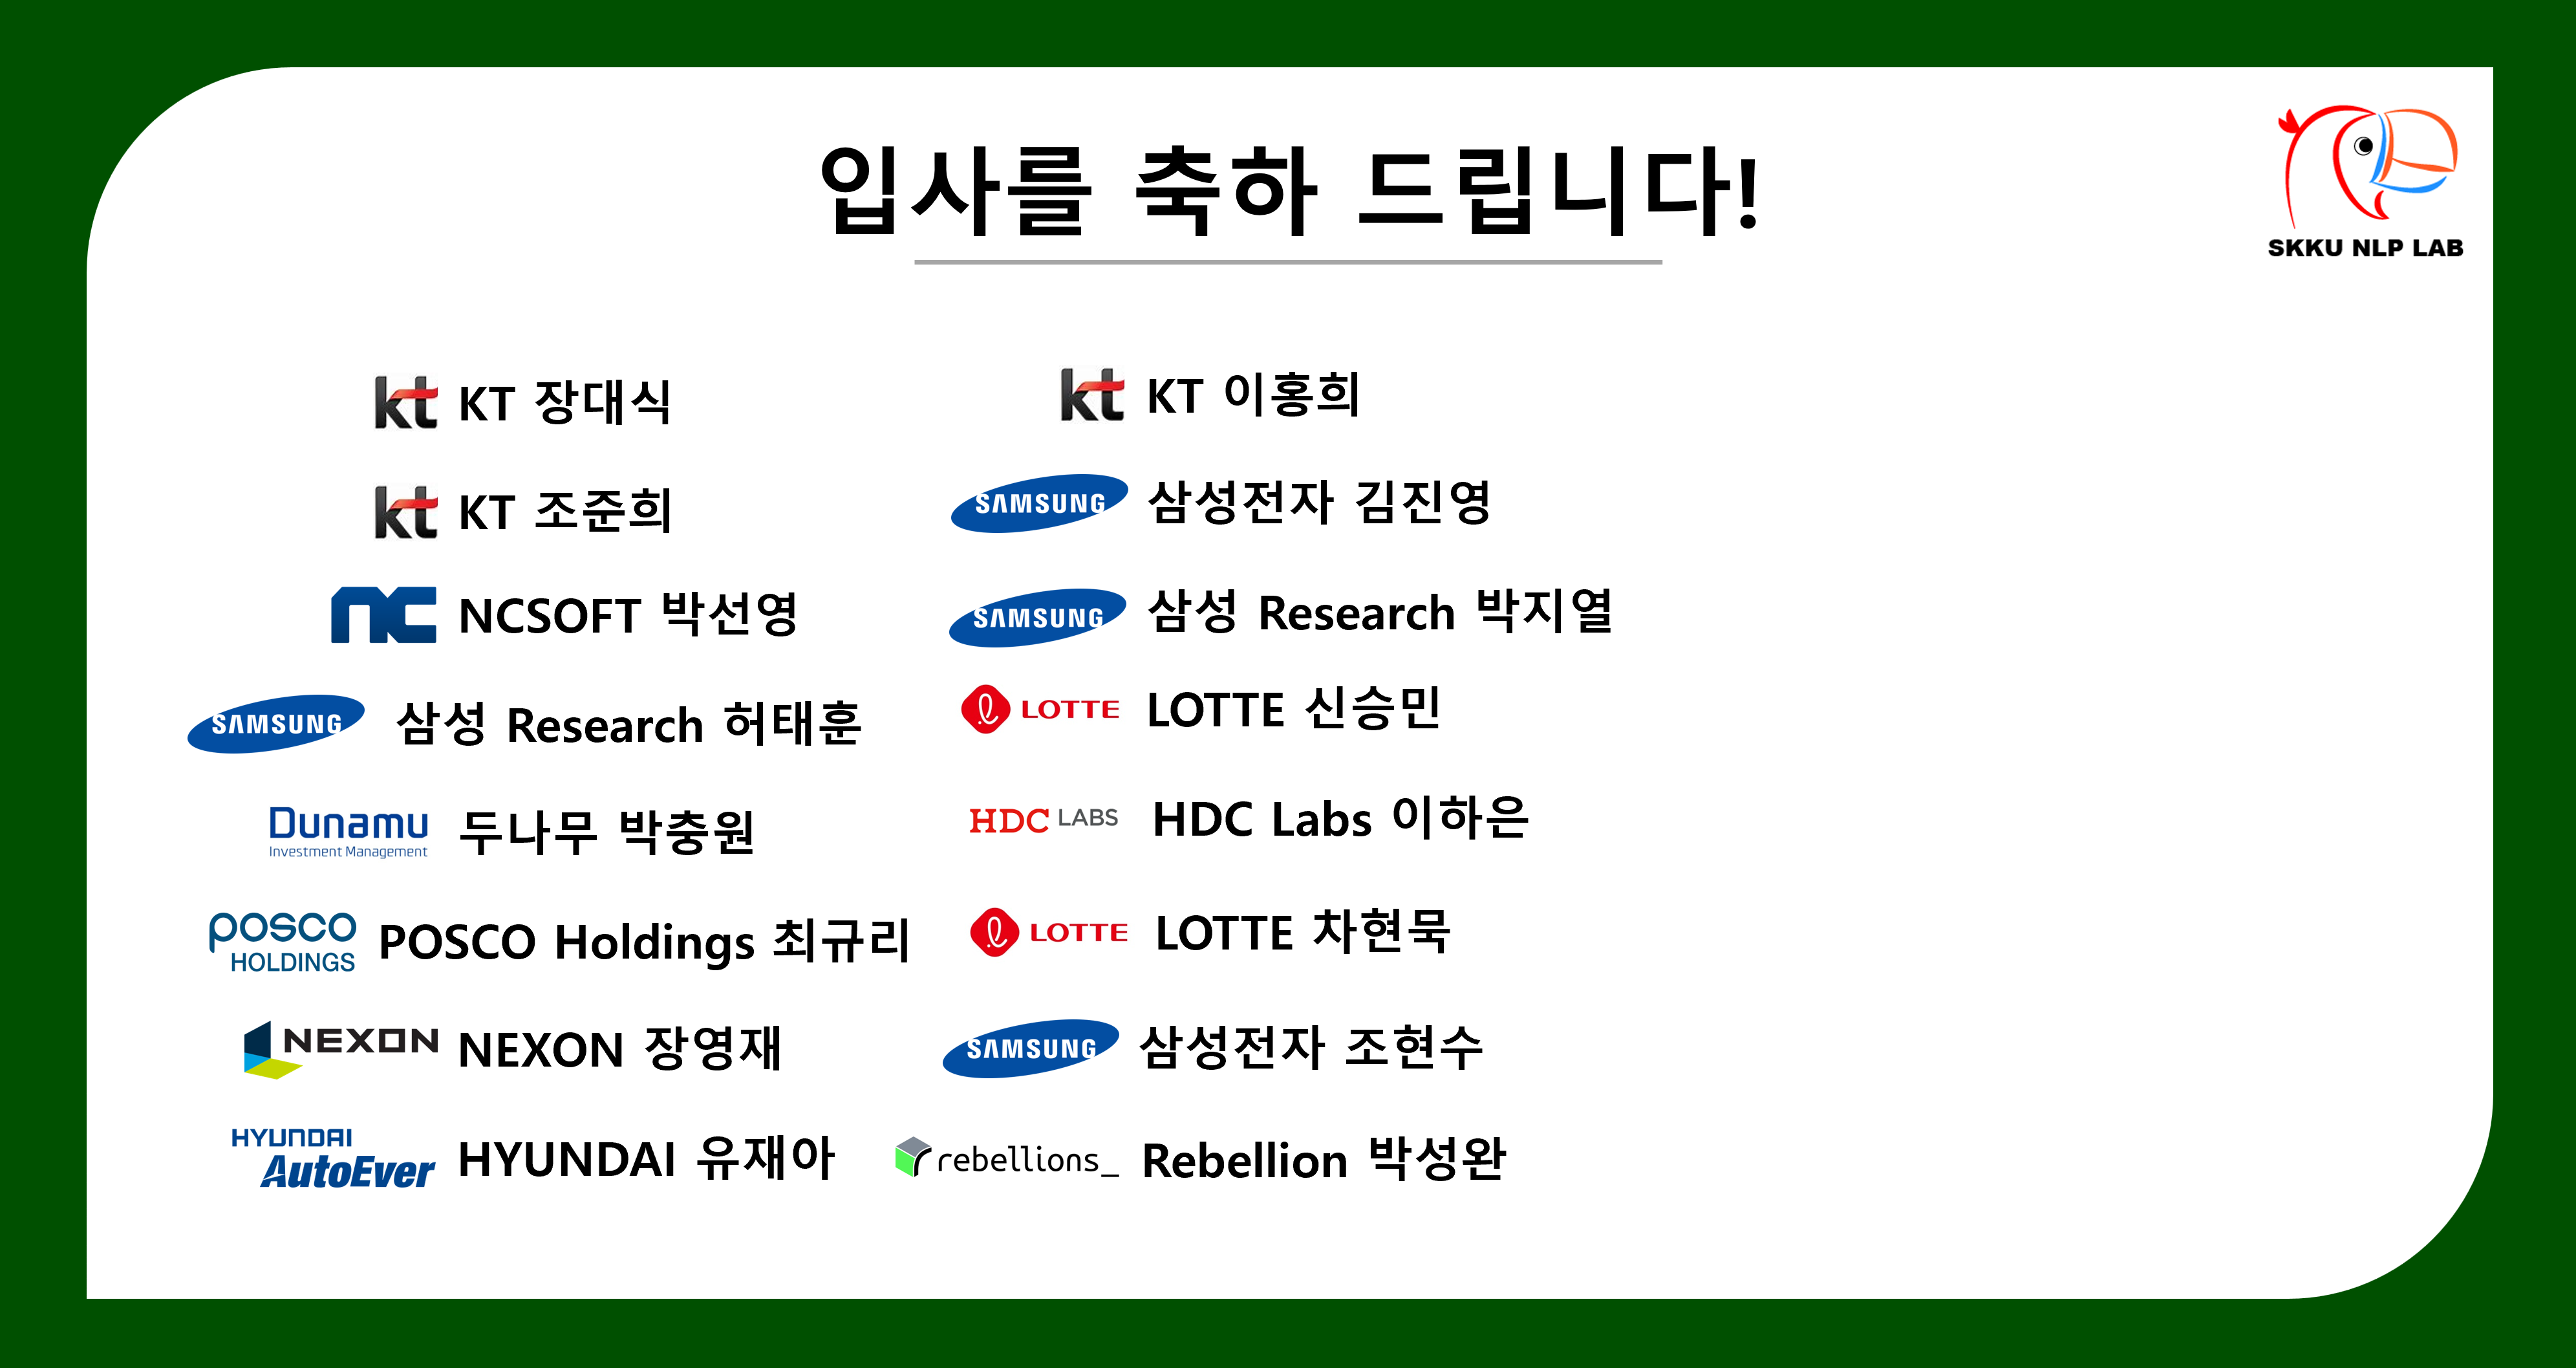 입사를 축하 드립니다!
SKKU NLP LAB
kt KT 장대식
kt KT 조준희
nc NCSOFT 박선영
SAMSUNG 삼성 Research 허태훈
Dunamu Investment Management 두나무 박충원
posco HOLDINGS POSCO Holdings 최규리
NEXON NEXON 장영재
HYUNDAI AutoEver HYUNDAI 유재아
kt KT 이홍희
SAMSUNG 삼성전자 김진영
SAMSUNG 삼성 Research 박지열
LOTTE LOTTE 신승민
HDC LABS HDC Labs 이하은
LOTTE LOTTE 차현묵
SAMSUNG 삼성전자 조현수
rebellions_ Rebellion 박성완